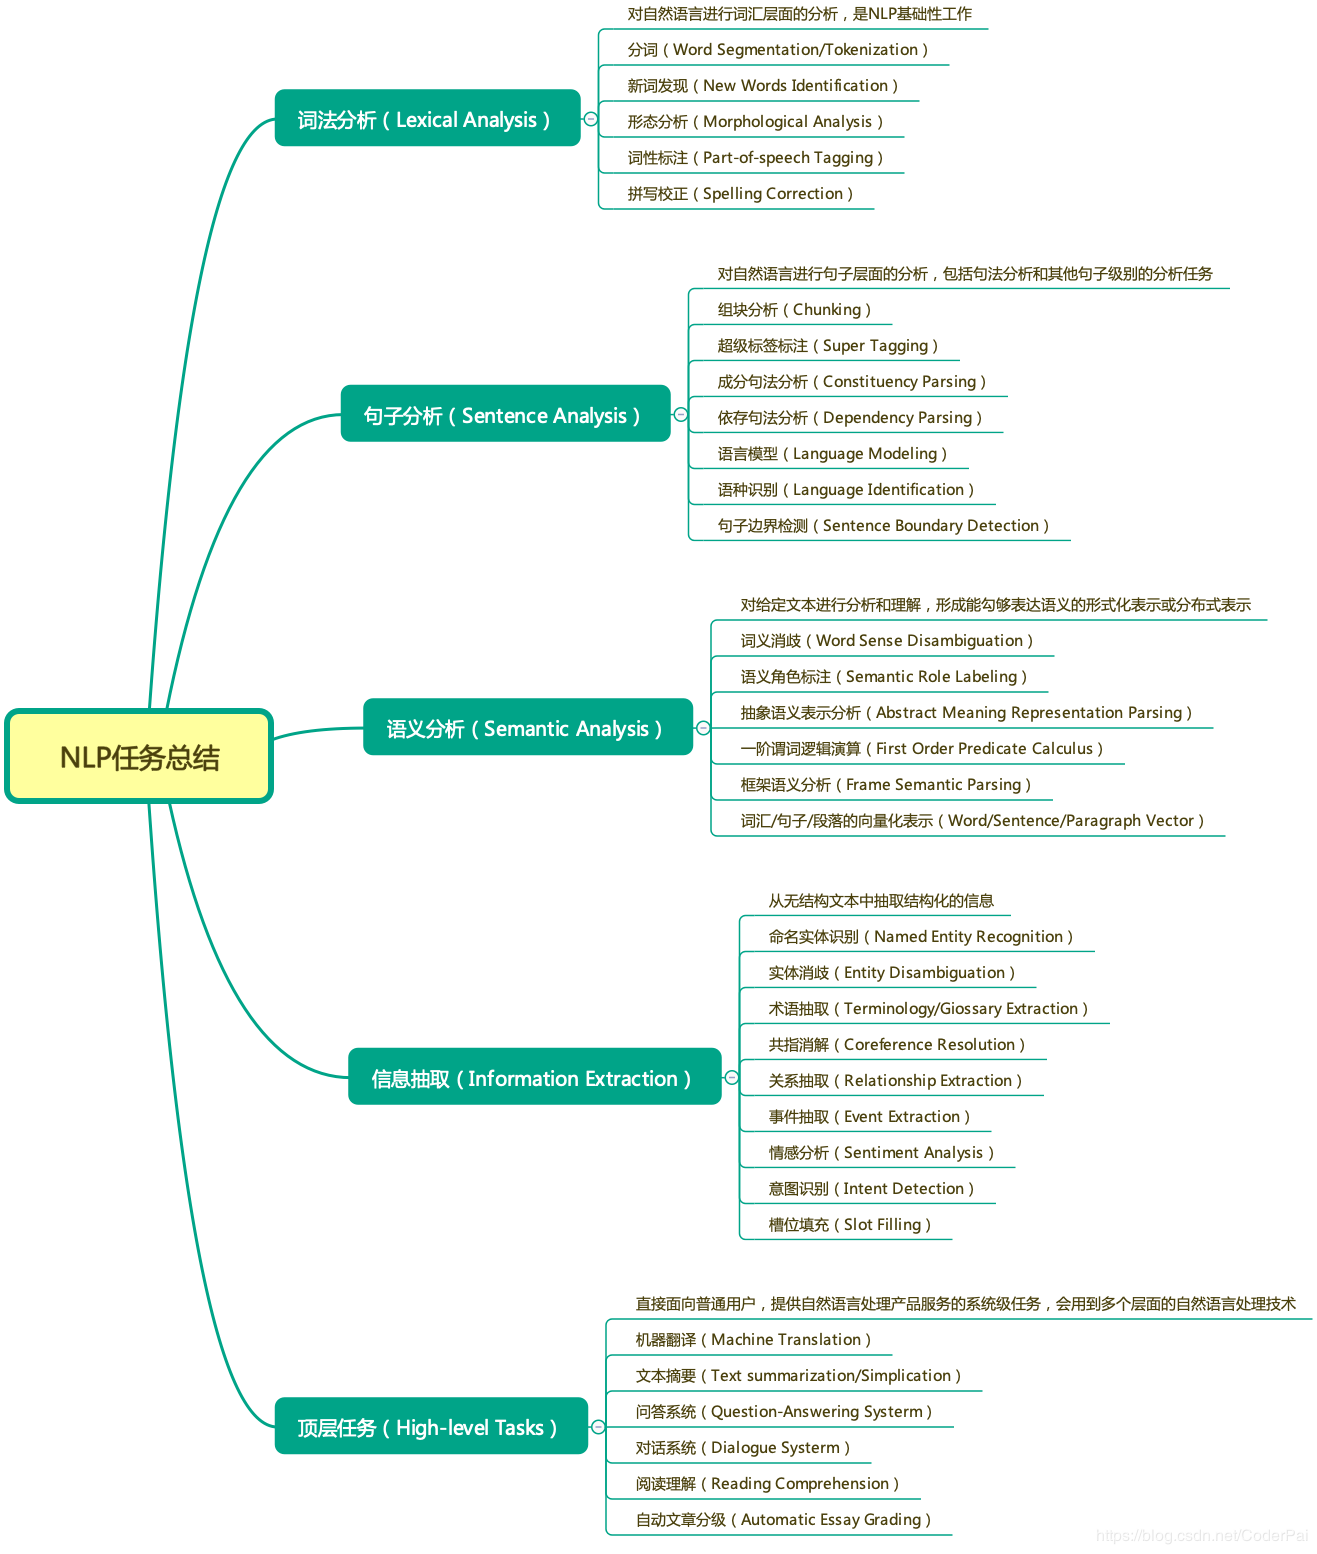 对自然语言进行词汇层面的分析，是NLP基础性工作
分词（Word Segmentation/Tokenization）
新词发现（New Words Identification）
词法分析（Lexical Analysis）
形态分析（Morphological Analysis）
词性标注（Part-of-speech Tagging）
拼写校正（Spelling Correction）
对自然语言进行句子层面的分析，包括句法分析和其他句子级别的分析任务
组块分析（Chunking）
超级标签标注（Super Tagging）
成分句法分析（Constituency Parsing）
句子分析（Sentence Analysis）
依存句法分析（Dependency Parsing）
语言模型（Language Modeling）
语种识别（Language Identification）
句子边界检测（Sentence Boundary Detection）
对给定文本进行分析和理解，形成能勾够表达语义的形式化表示或分布式表示
词义消歧（Word Sense Disambiguation）
语义角色标注（Semantic Role Labeling）
语义分析（Semantic Analysis）
抽象语义表示分析（Abstract Meaning Representation Parsing）
一阶谓词逻辑演算（First Order Predicate Calculus）
框架语义分析（Frame Semantic Parsing）
词汇/句子/段落的向量化表示（Word/Sentence/Paragraph Vector）
NLP任务总结
从无结构文本中抽取结构化的信息
命名实体识别（Named Entity Recognition）
实体消歧（Entity Disambiguation）
术语抽取（Terminology/Giossary Extraction）
共指消解（Coreference Resolution）
信息抽取（Information Extraction）
关系抽取（Relationship Extraction）
事件抽取（Event Extraction）
情感分析（Sentiment Analysis）
意图识别（Intent Detection）
槽位填充（Slot Filling）
直接面向普通用户，提供自然语言处理产品服务的系统级任务，会用到多个层面的自然语言处理技术
机器翻译（Machine Translation）
文本摘要（Text summarization/Simplication）
问答系统（Question-Answering Systerm）
顶层任务（High-level Tasks）
对话系统（Dialogue Systerm）
阅读理解（Reading Comprehension）
自动文章分级（Automatic Essay Grading）
https://blog.csdn.net/CoderPai